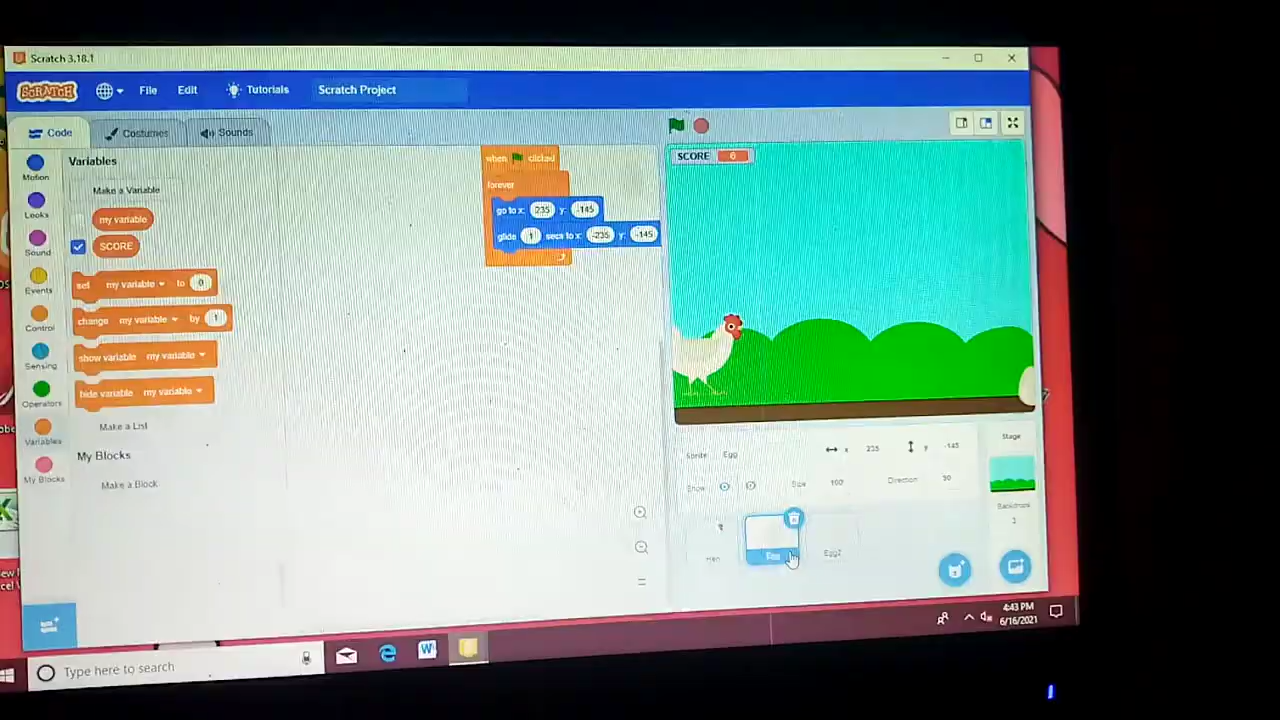 Scratch 3.18.1
SCRATCH
File
Edit
Tutorials
Scratch Project
Code
Costumes
Sounds
Motion
Looks
Sound
Events
Control
Sensing
Operators
Variables
My Blocks
Variables
Make a Variable
my variable
SCORE
set my variable to 0
change my variable by 1
show variable my variable
hide variable my variable
Make a List
My Blocks
Make a Block
when clicked
forever
go to x: 235 y: -145
glide 1 secs to x: -235 y: -145
SCORE
Sprite Egg
x 235
y -145
Show
Size 100
Direction 90
Hen
Egg
Egg2
Stage
Backdrops
Type here to search
4:43 PM
6/16/2021